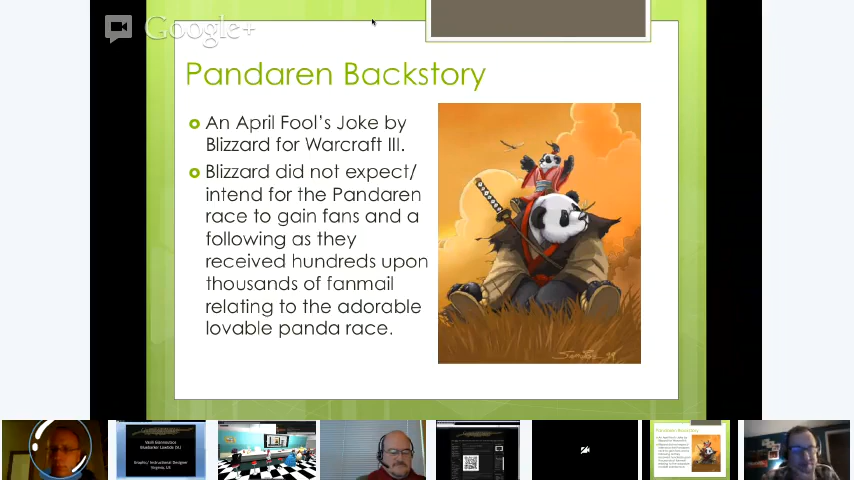 Google+
Pandaren Backstory
An April Fool's Joke by
Blizzard for Warcraft III.
Blizzard did not expect/
intend for the Pandaren
race to gain fans and a
following as they
received hundreds upon
thousands of fanmail
relating to the adorable
lovable panda race.
Pandaren Backstory